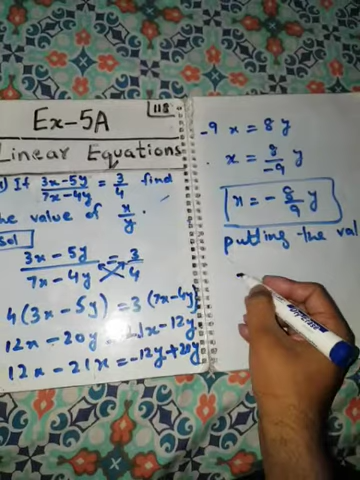 118
Ex-5A
Linear Equations
If 3x-5y/7x-4y = 3/4 find
the value of x/y.
Sol
3x-5y/7x-4y = 3/4
4(3x-5y)=3(7x-4y)
12x-20y=21x-12y
12x-21x=-12y+20y
-9x=8y
x=8/-9 y
x=-8/9 y
putting the val